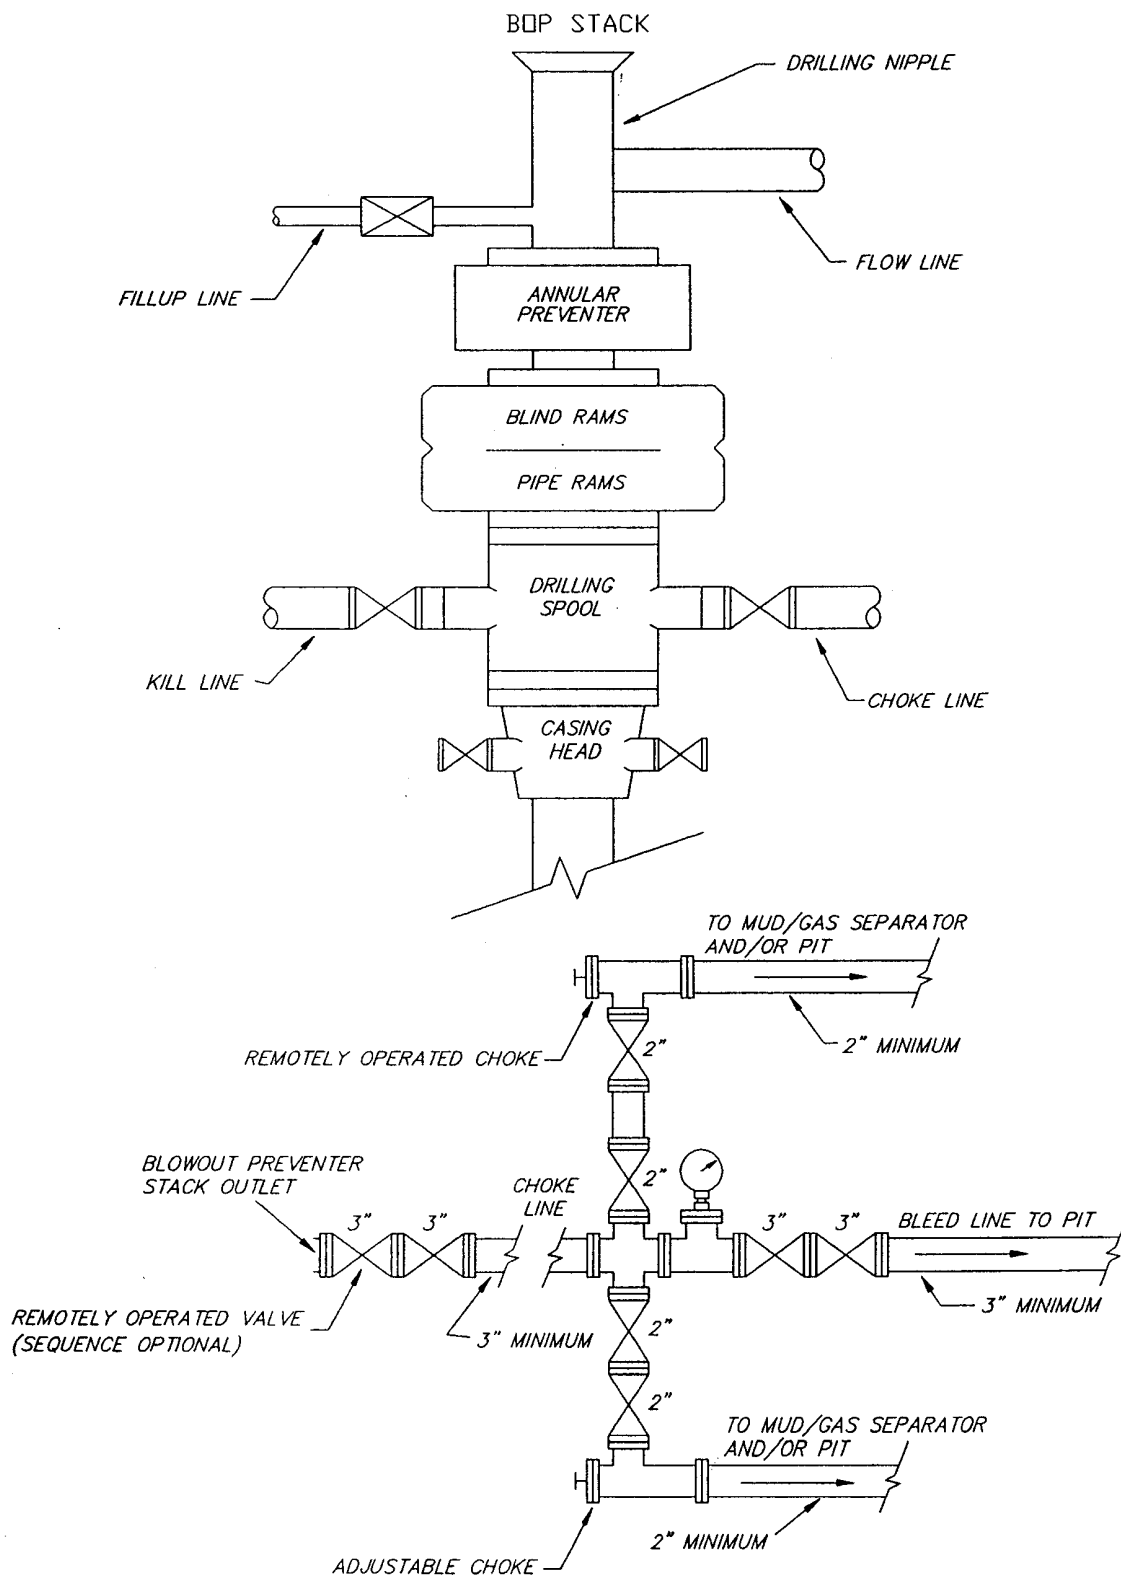 BOP STACK
DRILLING NIPPLE
FLOW LINE
FILLUP LINE
ANNULAR
PREVENTER
BLIND RAMS
PIPE RAMS
DRILLING
SPOOL
KILL LINE
CHOKE LINE
CASING
HEAD
TO MUD/GAS SEPARATOR
AND/OR PIT
2" MINIMUM
REMOTELY OPERATED CHOKE
2"
2"
BLOWOUT PREVENTER
STACK OUTLET
3"
3"
CHOKE
LINE
3"
3"
BLEED LINE TO PIT
REMOTELY OPERATED VALVE
(SEQUENCE OPTIONAL)
3" MINIMUM
3" MINIMUM
2"
2"
TO MUD/GAS SEPARATOR
AND/OR PIT
2" MINIMUM
ADJUSTABLE CHOKE